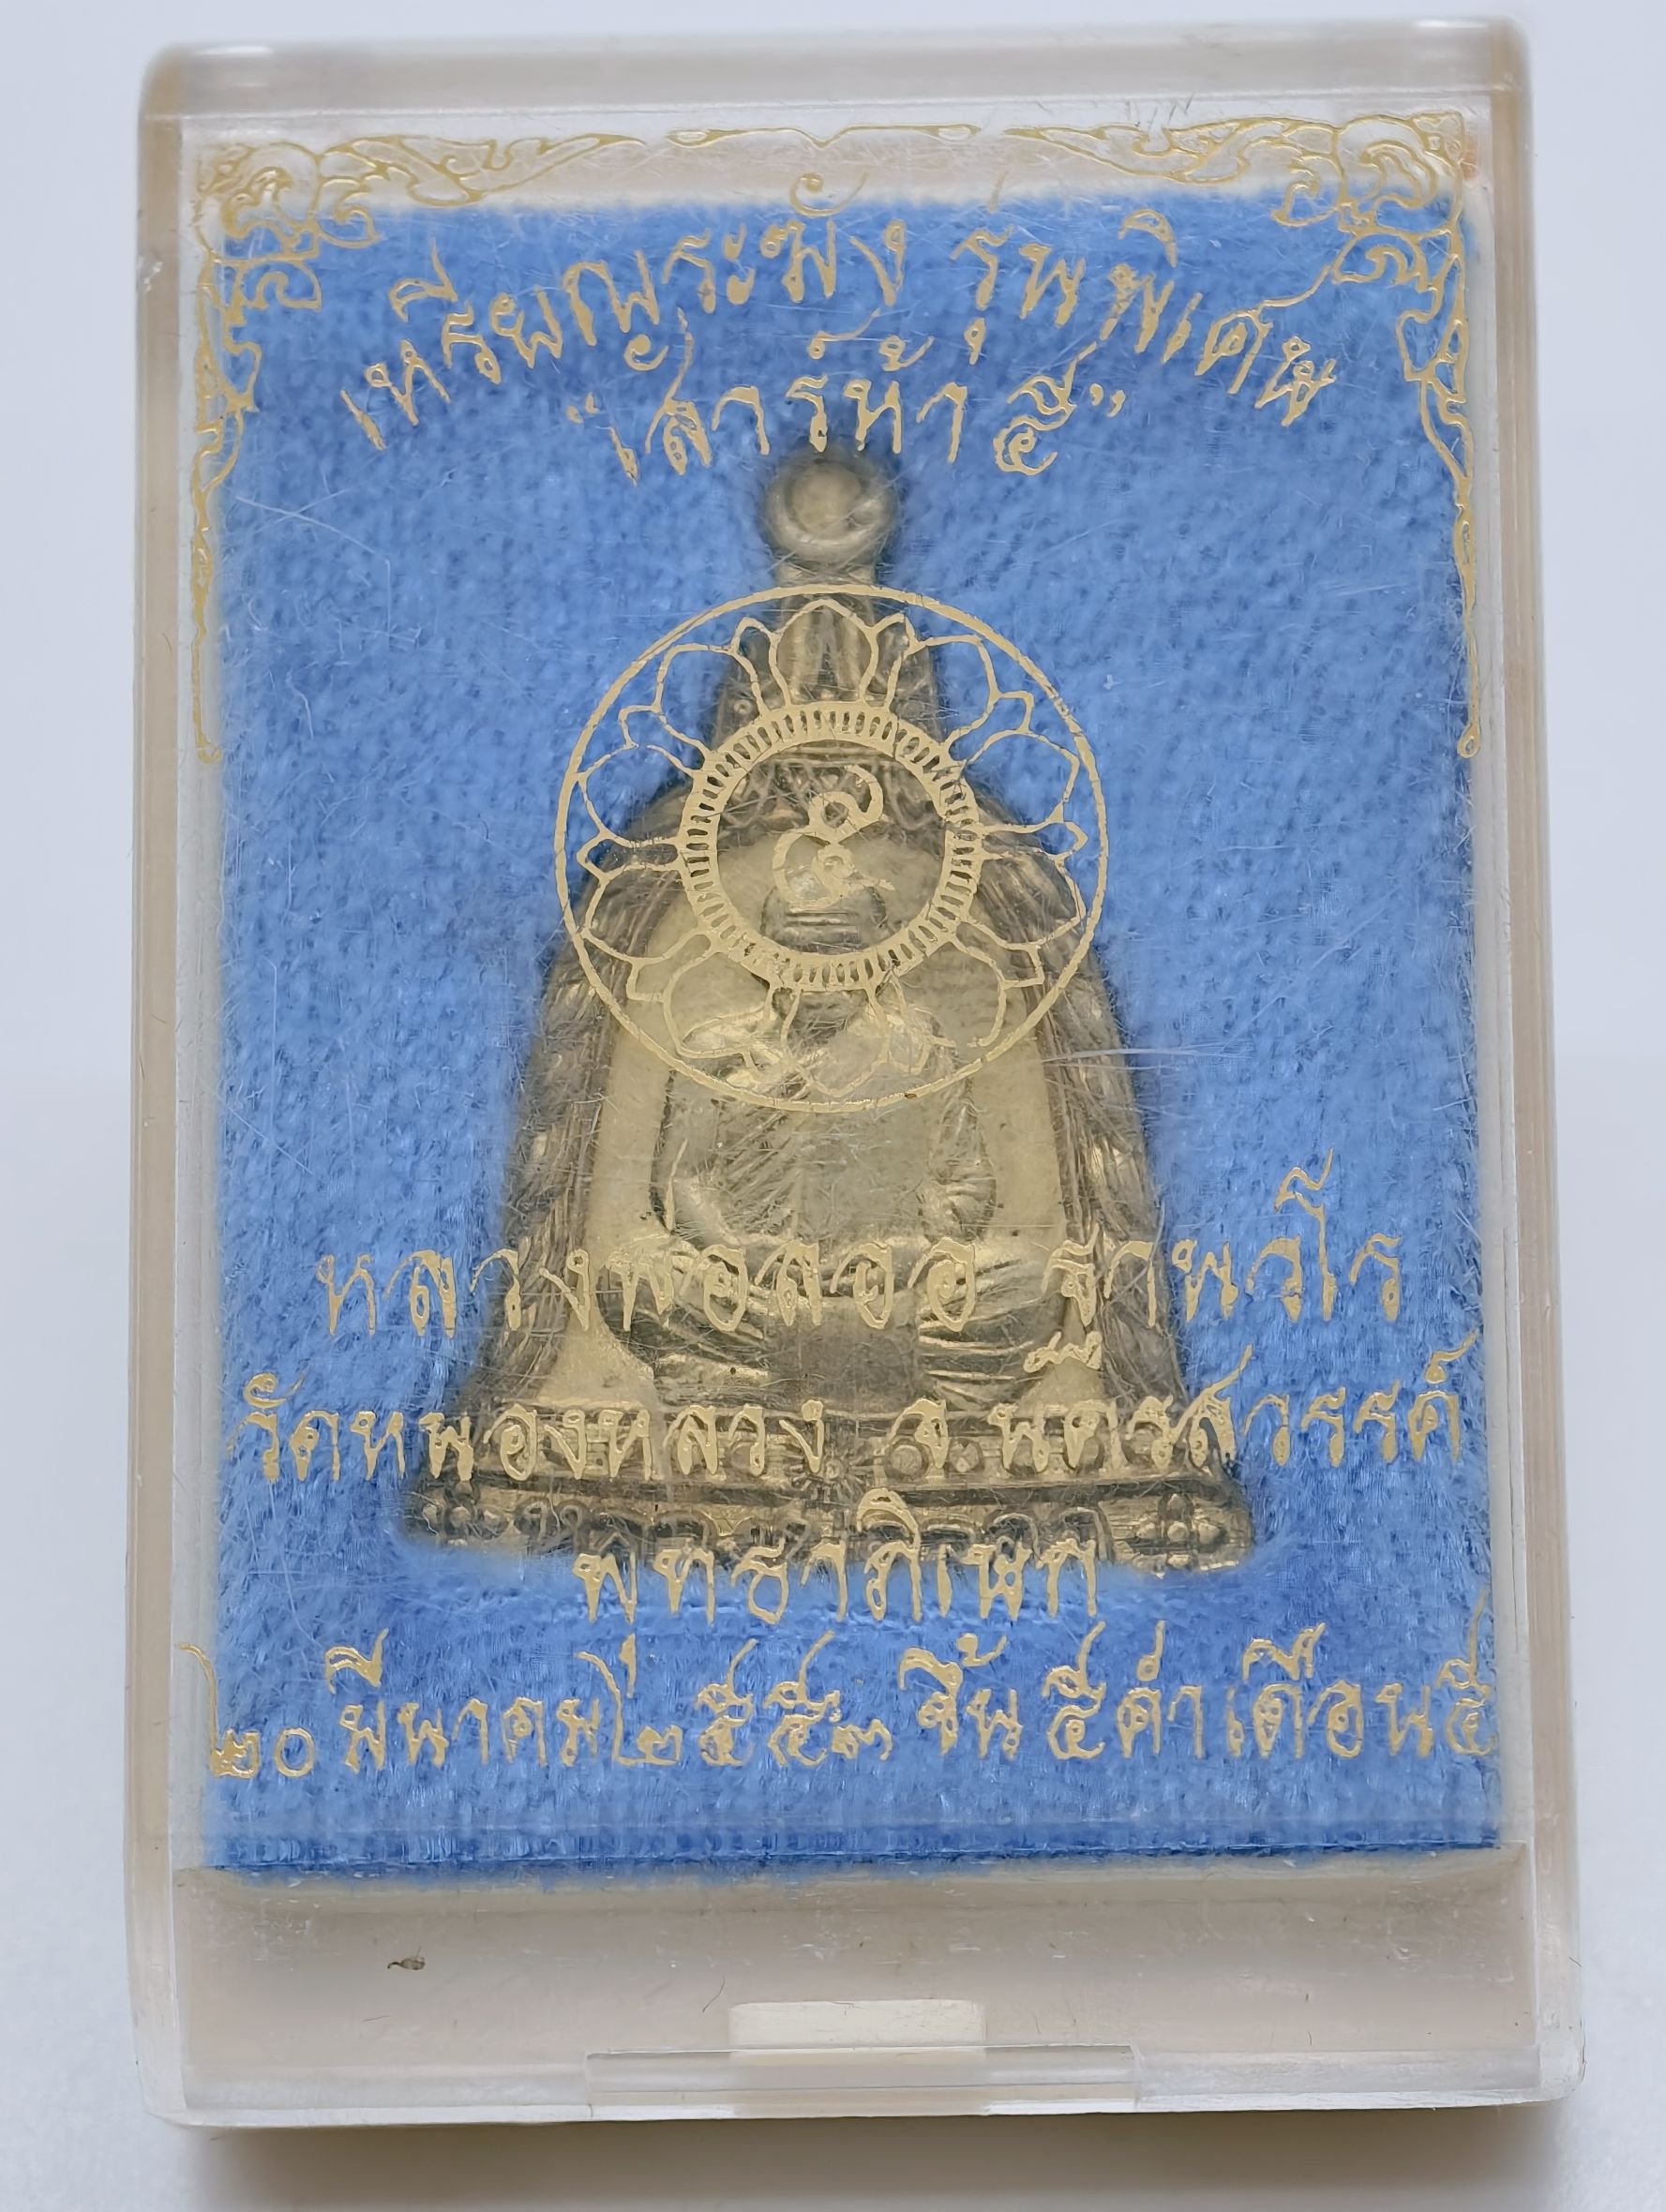 เหรียญระฆัง รุ่นพิเศษ
"เสาร์ห้า ๕"
หลวงพ่อสออ ฐานวโร
วัดหนองหลวง จ.นครสวรรค์
พุทธาภิเษก
๒๐ มีนาคม ๒๕๕๓ ขึ้น ๕ ค่ำ เดือน ๕